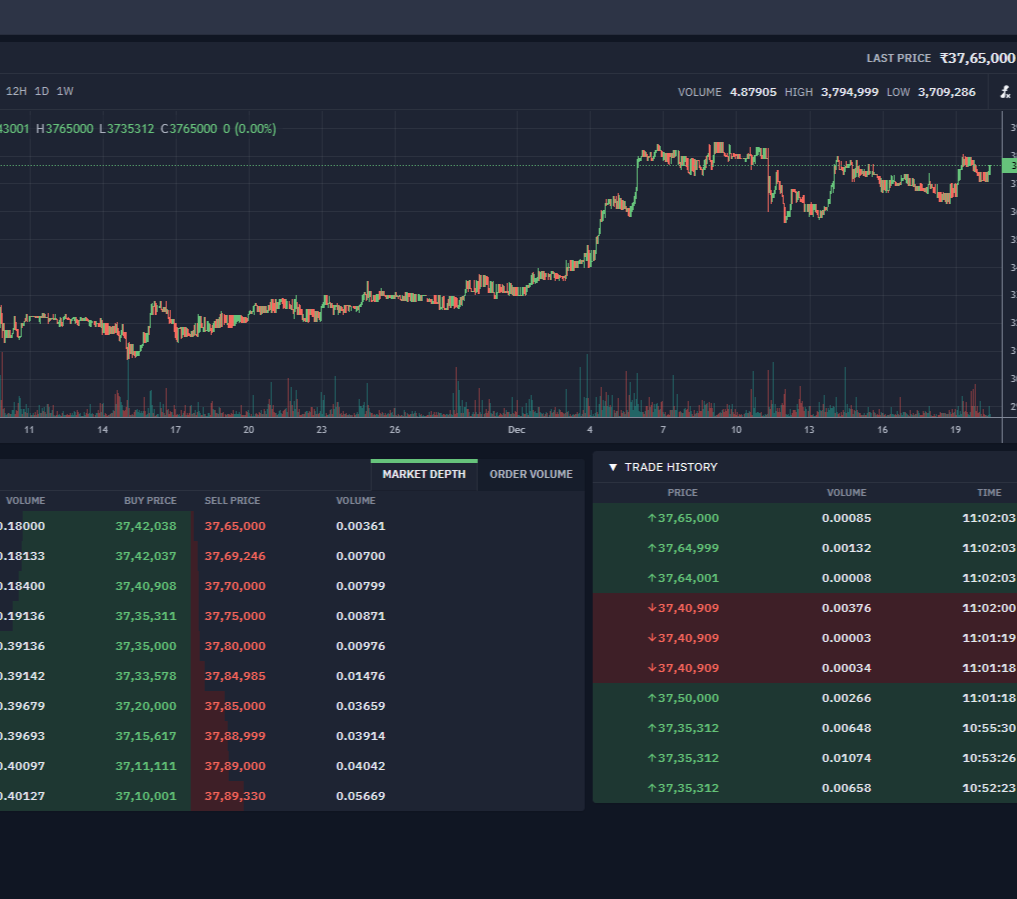 LAST PRICE ₹37,65,000
12H 1D 1W
VOLUME 4.87905 HIGH 3,794,999 LOW 3,709,286
43001 H3765000 L3735312 C3765000 0 (0.00%)
11 14 17 20 23 26 Dec 4 7 10 13 16 19
MARKET DEPTH ORDER VOLUME
VOLUME BUY PRICE SELL PRICE VOLUME
0.18000 37,42,038 37,65,000 0.00361
0.18133 37,42,037 37,69,246 0.00700
0.18400 37,40,908 37,70,000 0.00799
0.19136 37,35,311 37,75,000 0.00871
0.39136 37,35,000 37,80,000 0.00976
0.39142 37,33,578 37,84,985 0.01476
0.39679 37,20,000 37,85,000 0.03659
0.39693 37,15,617 37,88,999 0.03914
0.40097 37,11,111 37,89,000 0.04042
0.40127 37,10,001 37,89,330 0.05669
▼ TRADE HISTORY
PRICE VOLUME TIME
↑37,65,000 0.00085 11:02:03
↑37,64,999 0.00132 11:02:03
↑37,64,001 0.00008 11:02:03
↓37,40,909 0.00376 11:02:00
↓37,40,909 0.00003 11:01:19
↓37,40,909 0.00034 11:01:18
↑37,50,000 0.00266 11:01:18
↑37,35,312 0.00648 10:55:30
↑37,35,312 0.01074 10:53:26
↑37,35,312 0.00658 10:52:23